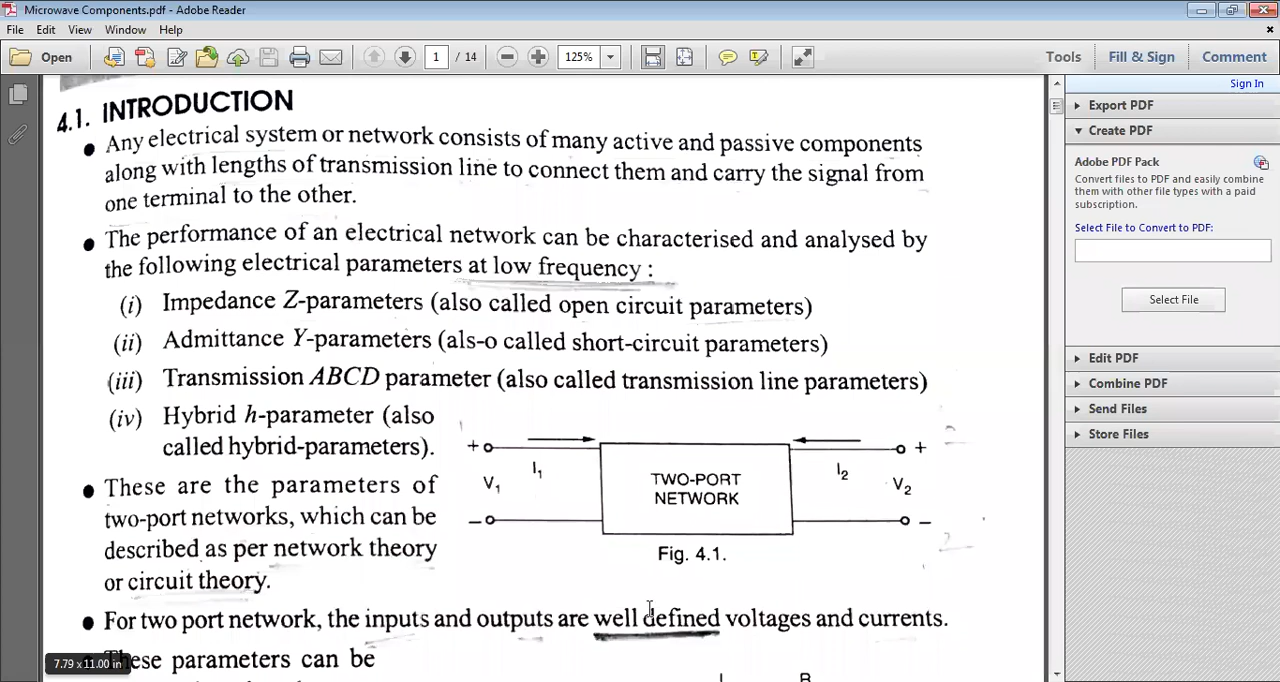 Microwave Components.pdf - Adobe Reader
File Edit View Window Help
Open 1 / 14 125% Tools Fill & Sign Comment
Sign In
4.1. INTRODUCTION
● Any electrical system or network consists of many active and passive components
along with lengths of transmission line to connect them and carry the signal from
one terminal to the other.
● The performance of an electrical network can be characterised and analysed by
the following electrical parameters at low frequency :
(i) Impedance Z-parameters (also called open circuit parameters)
(ii) Admittance Y-parameters (als-o called short-circuit parameters)
(iii) Transmission ABCD parameter (also called transmission line parameters)
(iv) Hybrid h-parameter (also
called hybrid-parameters).
● These are the parameters of
two-port networks, which can be
described as per network theory
or circuit theory.
+ I1 I2 +
V1 TWO-PORT V2
NETWORK
− −
Fig. 4.1.
● For two port network, the inputs and outputs are well defined voltages and currents.
These parameters can be
7.79 x 11.00 in
Export PDF
Create PDF
Adobe PDF Pack
Convert files to PDF and easily combine
them with other file types with a paid
subscription.
Select File to Convert to PDF:
Select File
Edit PDF
Combine PDF
Send Files
Store Files